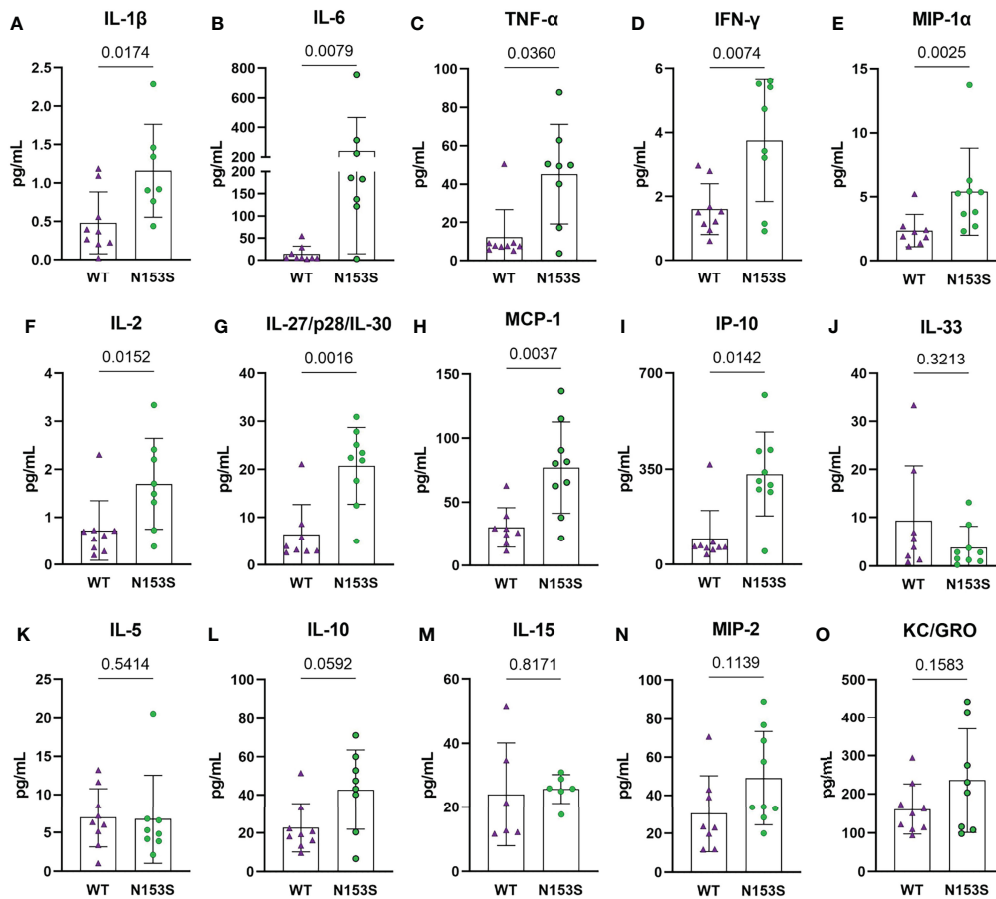 A IL-1β
0.0174
pg/mL
2.5
2.0
1.5
1.0
0.5
0.0
WT N153S
B IL-6
0.0079
pg/mL
800
600
400
200
200
150
100
50
0
WT N153S
C TNF-α
0.0360
pg/mL
100
80
60
40
20
0
WT N153S
D IFN-γ
0.0074
pg/mL
6
4
2
0
WT N153S
E MIP-1α
0.0025
pg/mL
15
10
5
0
WT N153S
F IL-2
0.0152
pg/mL
4
3
2
1
0
WT N153S
G IL-27/p28/IL-30
0.0016
pg/mL
40
30
20
10
0
WT N153S
H MCP-1
0.0037
pg/mL
150
100
50
0
WT N153S
I IP-10
0.0142
pg/mL
700
350
0
WT N153S
J IL-33
0.3213
pg/mL
40
30
20
10
0
WT N153S
K IL-5
0.5414
pg/mL
25
20
15
10
5
0
WT N153S
L IL-10
0.0592
pg/mL
100
80
60
40
20
0
WT N153S
M IL-15
0.8171
pg/mL
60
40
20
0
WT N153S
N MIP-2
0.1139
pg/mL
100
80
60
40
20
0
WT N153S
O KC/GRO
0.1583
pg/mL
500
400
300
200
100
0
WT N153S